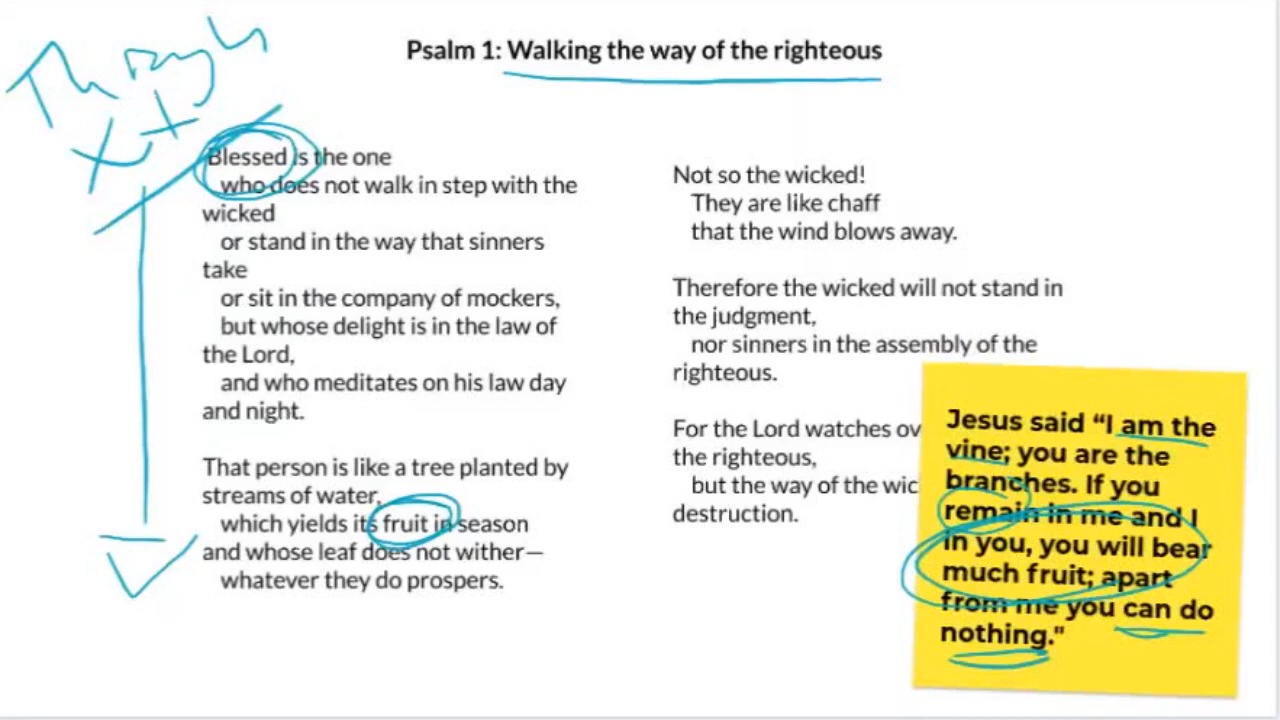 Through
Psalm 1: Walking the way of the righteous
Blessed is the one
who does not walk in step with the
wicked
or stand in the way that sinners
take
or sit in the company of mockers,
but whose delight is in the law of
the Lord,
and who meditates on his law day
and night.
That person is like a tree planted by
streams of water,
which yields its fruit in season
and whose leaf does not wither—
whatever they do prospers.
Not so the wicked!
They are like chaff
that the wind blows away.
Therefore the wicked will not stand in
the judgment,
nor sinners in the assembly of the
righteous.
For the Lord watches ov
the righteous,
but the way of the wic
destruction.
Jesus said “I am the
vine; you are the
branches. If you
remain in me and I
in you, you will bear
much fruit; apart
from me you can do
nothing."